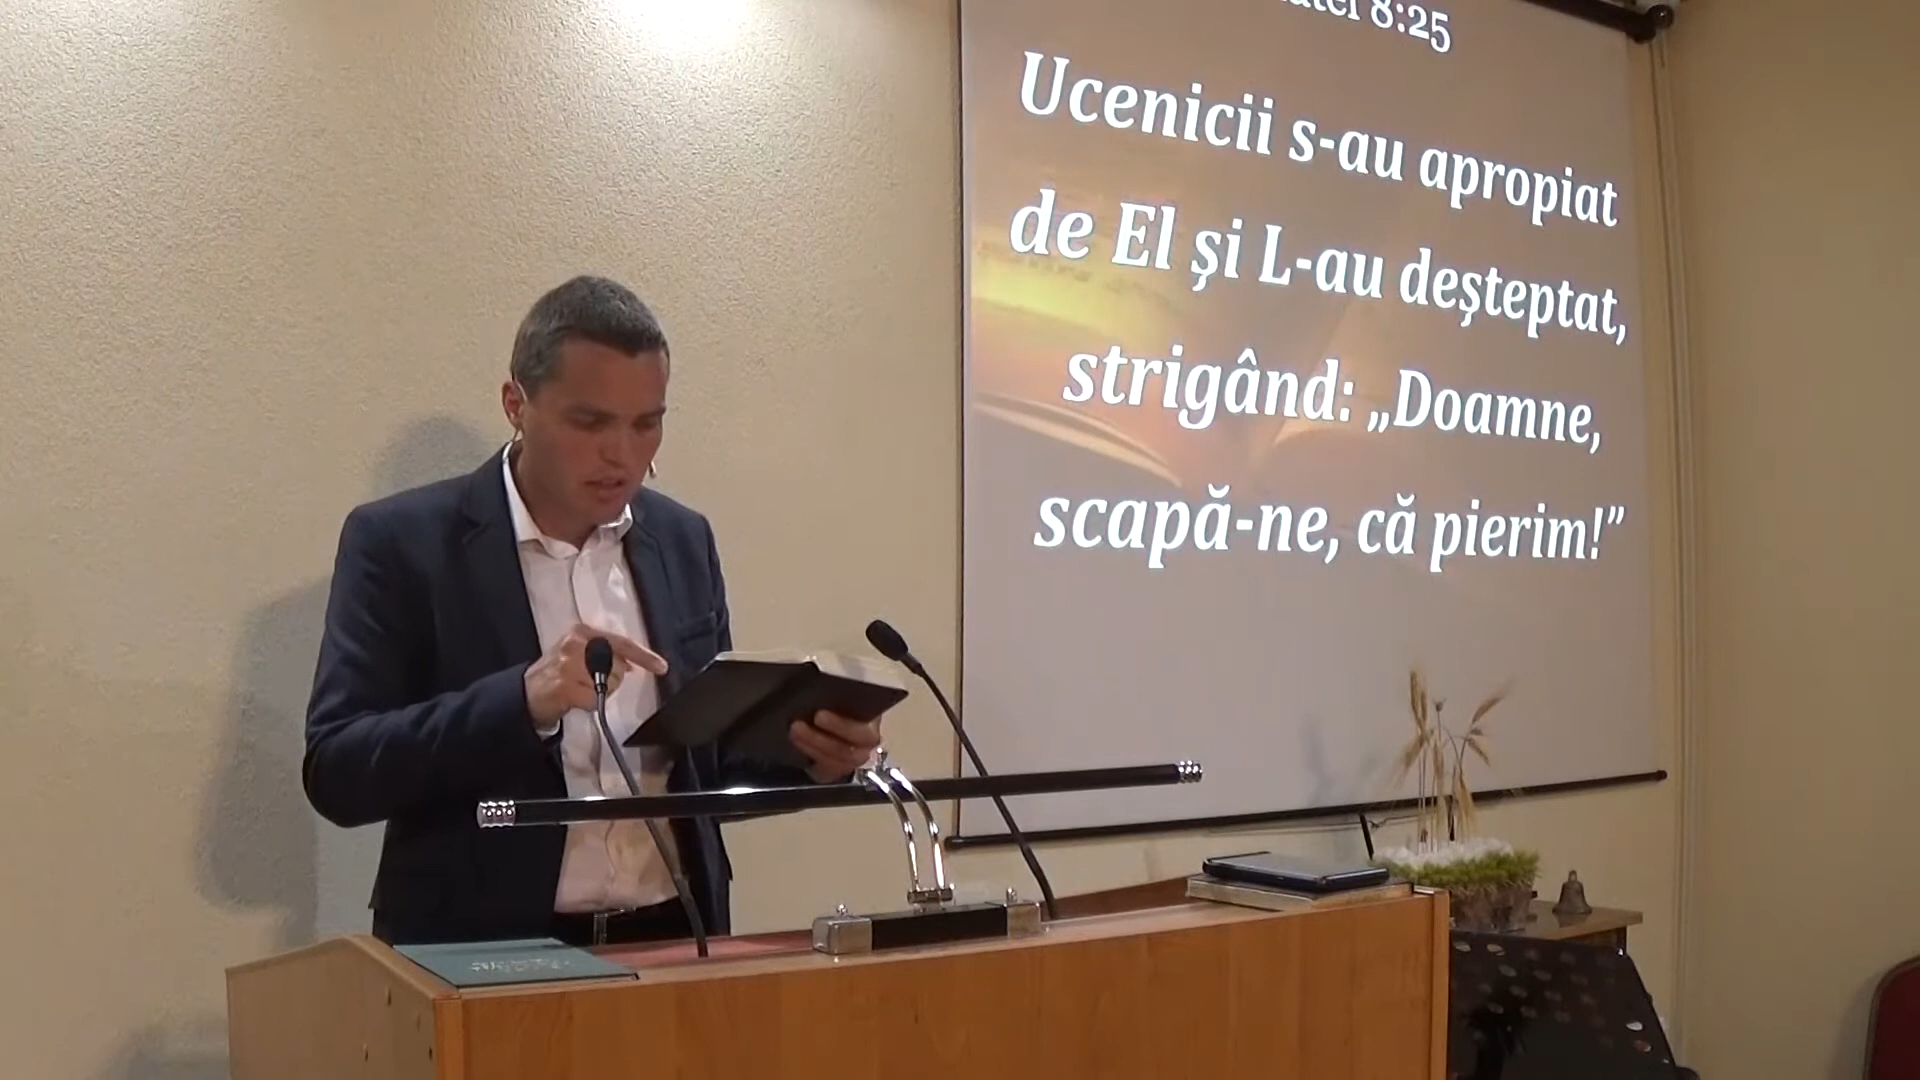 8:25
Ucenicii s-au apropiat
de El şi L-au deşteptat,
strigând: „Doamne,
scapă-ne, că pierim!”